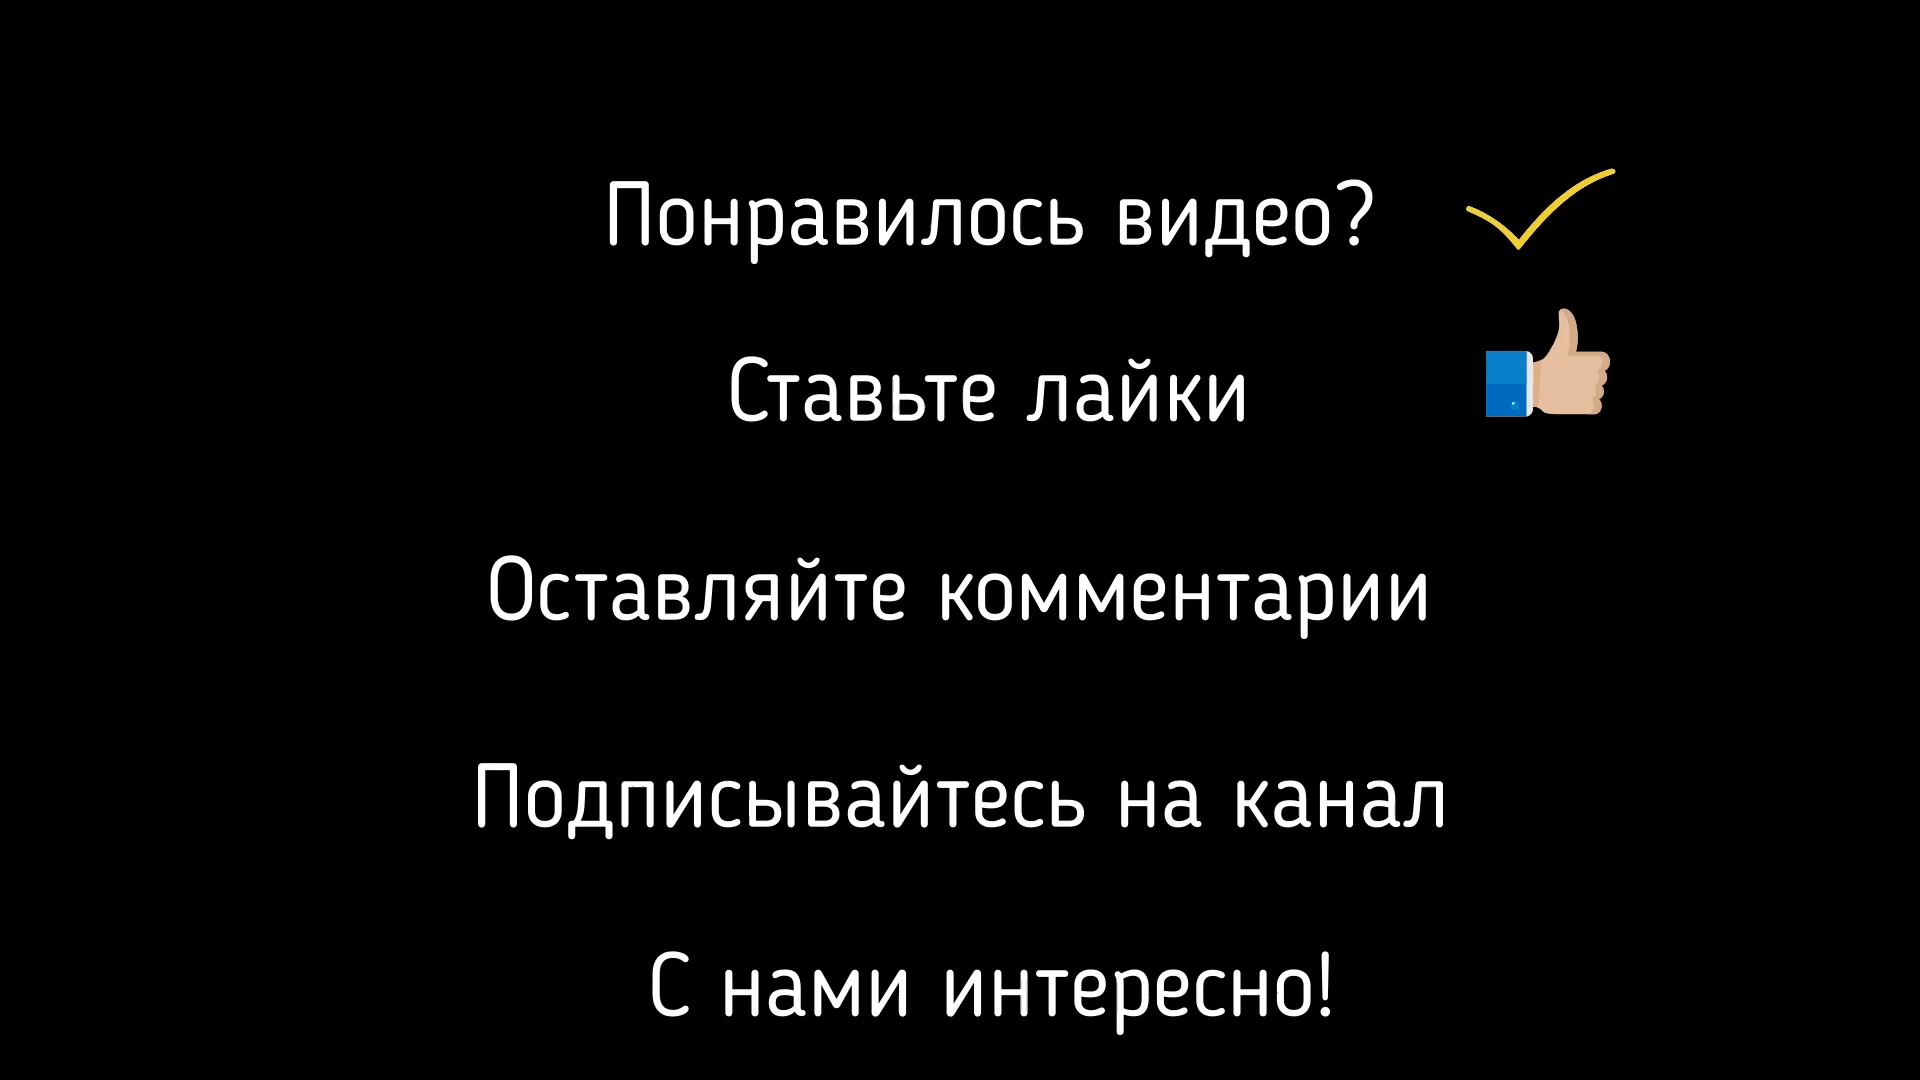 Понравилось видео?
Ставьте лайки
Оставляйте комментарии
Подписывайтесь на канал
С нами интересно!